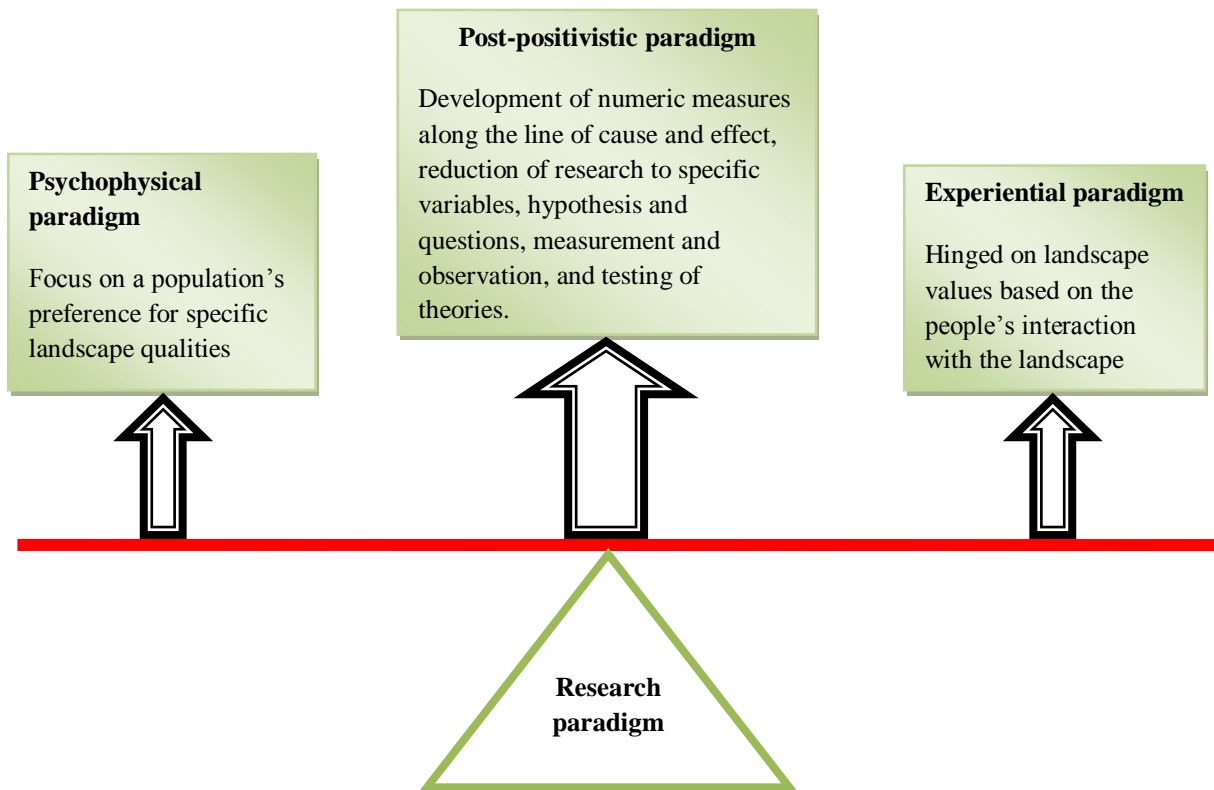 Psychophysical
paradigm
Focus on a population’s
preference for specific
landscape qualities
Post-positivistic paradigm
Development of numeric measures
along the line of cause and effect,
reduction of research to specific
variables, hypothesis and
questions, measurement and
observation, and testing of
theories.
Experiential paradigm
Hinged on landscape
values based on the
people’s interaction
with the landscape
Research
paradigm